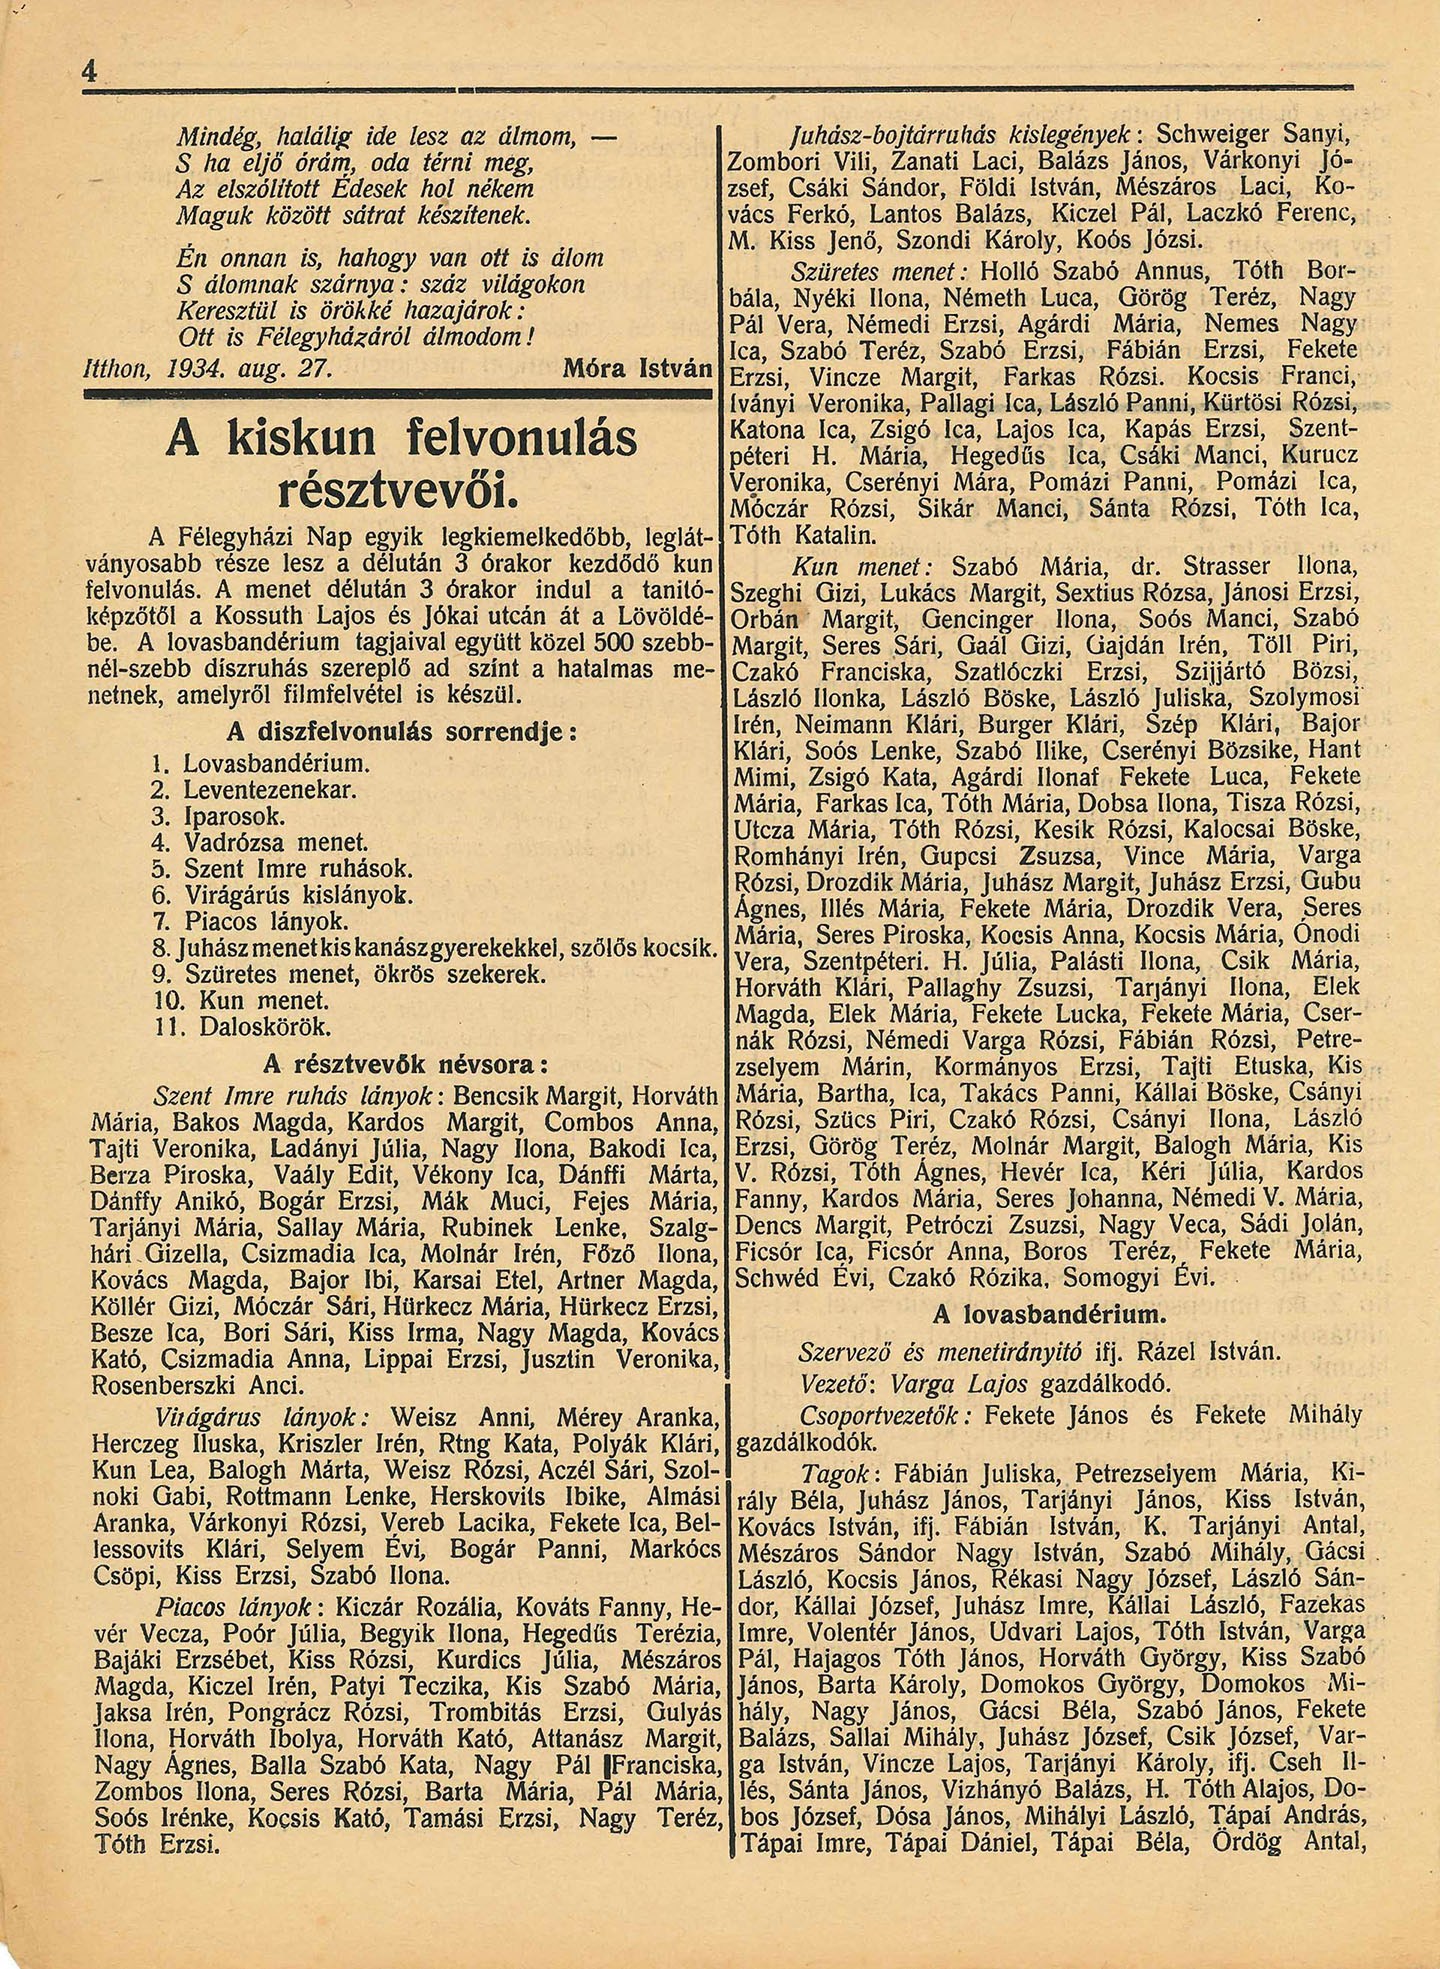 4
Mindég, halálig ide lesz az álmom, —
S ha eljő órám, oda térni meg,
Az elszólított Édesek hol nékem
Maguk között sátrat készítenek.
Én onnan is, hahogy van ott is álom
S álomnak szárnya: száz világokon
Keresztül is örökké hazajárok:
Ott is Félegyházáról álmodom!
Itthon, 1934. aug. 27. Móra István
A kiskun felvonulás
résztvevői.
A Félegyházi Nap egyik legkiemelkedőbb, leglát-
ványosabb része lesz a délután 3 órakor kezdődő kun
felvonulás. A menet délután 3 órakor indul a tanító-
képzőtől a Kossuth Lajos és Jókai utcán át a Lövöldé-
be. A lovasbandérium tagjaival együtt közel 500 szebb-
nél-szebb díszruhás szereplő ad színt a hatalmas me-
netnek, amelyről filmfelvétel is készül.
A diszfelvonulás sorrendje:
1. Lovasbandérium.
2. Leventezenekar.
3. Iparosok.
4. Vadrózsa menet.
5. Szent Imre ruhások.
6. Virágárús kislányok.
7. Piacos lányok.
8. Juhászmenet kis kanászgyerekekkel, szőlős kocsik.
9. Szüretes menet, ökrös szekerek.
10. Kun menet.
11. Daloskörök.
A résztvevők névsora:
Szent Imre ruhás lányok: Bencsik Margit, Horváth
Mária, Bakos Magda, Kardos Margit, Combos Anna,
Tajti Veronika, Ladányi Júlia, Nagy Ilona, Bakodi Ica,
Berza Piroska, Vaály Edit, Vékony Ica, Dánffi Márta,
Dánffy Anikó, Bogár Erzsi, Mák Muci, Fejes Mária,
Tarjányi Mária, Sallay Mária, Rubinek Lenke, Szalg-
hári Gizella, Csizmadia Ica, Molnár Irén, Főző Ilona,
Kovács Magda, Bajor Ibi, Karsai Etel, Artner Magda,
Köllér Gizi, Móczár Sári, Hürkecz Mária, Hürkecz Erzsi,
Besze Ica, Bori Sári, Kiss Irma, Nagy Magda, Kovács
Kató, Csizmadia Anna, Lippai Erzsi, Jusztin Veronika,
Rosenberszki Anci.
Virágárus lányok: Weisz Anni, Mérey Aranka,
Herczeg Iluska, Kriszler Irén, Rtng Kata, Polyák Klári,
Kun Lea, Balogh Márta, Weisz Rózsi, Aczél Sári, Szol-
noki Gabi, Rottmann Lenke, Herskovits Ibike, Almási
Aranka, Várkonyi Rózsi, Vereb Lacika, Fekete Ica, Bel-
lessovits Klári, Selyem Évi, Bogár Panni, Markócs
Csöpi, Kiss Erzsi, Szabó Ilona.
Piacos lányok: Kiczár Rozália, Kováts Fanny, He-
vér Vecza, Poór Júlia, Begyik Ilona, Hegedűs Terézia,
Bajáki Erzsébet, Kiss Rózsi, Kurdics Júlia, Mészáros
Magda, Kiczel Irén, Patyi Teczika, Kis Szabó Mária,
Jaksa Irén, Pongrácz Rózsi, Trombitás Erzsi, Gulyás
Ilona, Horváth Ibolya, Horváth Kató, Attanász Margit,
Nagy Ágnes, Balla Szabó Kata, Nagy Pál Franciska,
Zombos Ilona, Seres Rózsi, Barta Mária, Pál Mária,
Soós Irénke, Kocsis Kató, Tamási Erzsi, Nagy Teréz,
Tóth Erzsi.
Juhász-bojtárruhás kislegények: Schweiger Sanyi,
Zombori Vili, Zanati Laci, Balázs János, Várkonyi Jó-
zsef, Csáki Sándor, Földi István, Mészáros Laci, Ko-
vács Ferkó, Lantos Balázs, Kiczel Pál, Laczkó Ferenc,
M. Kiss Jenő, Szondi Károly, Koós Józsi.
Szüretes menet: Holló Szabó Annus, Tóth Bor-
bála, Nyéki Ilona, Németh Luca, Görög Teréz, Nagy
Pál Vera, Némedi Erzsi, Agárdi Mária, Nemes Nagy
Ica, Szabó Teréz, Szabó Erzsi, Fábián Erzsi, Fekete
Erzsi, Vincze Margit, Farkas Rózsi. Kocsis Franci,
Iványi Veronika, Pallagi Ica, László Panni, Kürtösi Rózsi,
Katona Ica, Zsigó Ica, Lajos Ica, Kapás Erzsi, Szent-
péteri H. Mária, Hegedűs Ica, Csáki Manci, Kurucz
Veronika, Cserényi Mára, Pomázi Panni, Pomázi Ica,
Móczár Rózsi, Sikár Manci, Sánta Rózsi, Tóth Ica,
Tóth Katalin.
Kun menet: Szabó Mária, dr. Strasser Ilona,
Szeghi Gizi, Lukács Margit, Sextius Rózsa, Jánosi Erzsi,
Orbán Margit, Gencinger Ilona, Soós Manci, Szabó
Margit, Seres Sári, Gaál Gizi, Gajdán Irén, Töll Piri,
Czakó Franciska, Szatlóczki Erzsi, Szijjártó Bözsi,
László Ilonka, László Böske, László Juliska, Szolymosi
Irén, Neimann Klári, Burger Klári, Szép Klári, Bajor
Klári, Soós Lenke, Szabó Ilike, Cserényi Bözsike, Hant
Mimi, Zsigó Kata, Agárdi Ilonaf Fekete Luca, Fekete
Mária, Farkas Ica, Tóth Mária, Dobsa Ilona, Tisza Rózsi,
Utcza Mária, Tóth Rózsi, Kesik Rózsi, Kalocsai Böske,
Romhányi Irén, Gupcsi Zsuzsa, Vince Mária, Varga
Rózsi, Drozdik Mária, Juhász Margit, Juhász Erzsi, Gubu
Ágnes, Illés Mária, Fekete Mária, Drozdik Vera, Seres
Mária, Seres Piroska, Kocsis Anna, Kocsis Mária, Ónodi
Vera, Szentpéteri. H. Júlia, Palásti Ilona, Csik Mária,
Horváth Klári, Pallaghy Zsuzsi, Tarjányi Ilona, Elek
Magda, Elek Mária, Fekete Lucka, Fekete Mária, Cser-
nák Rózsi, Némedi Varga Rózsi, Fábián Rózsi, Petre-
zselyem Márin, Kormányos Erzsi, Tajti Etuska, Kis
Mária, Bartha, Ica, Takács Panni, Kállai Böske, Csányi
Rózsi, Szücs Piri, Czakó Rózsi, Csányi Ilona, László
Erzsi, Görög Teréz, Molnár Margit, Balogh Mária, Kis
V. Rózsi, Tóth Ágnes, Hevér Ica, Kéri Júlia, Kardos
Fanny, Kardos Mária, Seres Johanna, Némedi V. Mária,
Dencs Margit, Petróczi Zsuzsi, Nagy Veca, Sádi Jolán,
Ficsór Ica, Ficsór Anna, Boros Teréz, Fekete Mária,
Schwéd Évi, Czakó Rózika, Somogyi Évi.
A lovasbandérium.
Szervező és menetirányitó ifj. Rázel István.
Vezető: Varga Lajos gazdálkodó.
Csoportvezetők: Fekete János és Fekete Mihály
gazdálkodók.
Tagok: Fábián Juliska, Petrezselyem Mária, Ki-
rály Béla, Juhász János, Tarjányi János, Kiss István,
Kovács István, ifj. Fábián István, K. Tarjányi Antal,
Mészáros Sándor Nagy István, Szabó Mihály, Gácsi
László, Kocsis János, Rékasi Nagy József, László Sán-
dor, Kállai József, Juhász Imre, Kállai László, Fazekas
Imre, Volentér János, Udvari Lajos, Tóth István, Varga
Pál, Hajagos Tóth János, Horváth György, Kiss Szabó
János, Barta Károly, Domokos György, Domokos Mi-
hály, Nagy János, Gácsi Béla, Szabó János, Fekete
Balázs, Sallai Mihály, Juhász József, Csik József, Var-
ga István, Vincze Lajos, Tarjányi Károly, ifj. Cseh Il-
lés, Sánta János, Vizhányó Balázs, H. Tóth Alajos, Do-
bos József, Dósa János, Mihályi László, Tápai András,
Tápai Imre, Tápai Dániel, Tápai Béla, Ördög Antal,